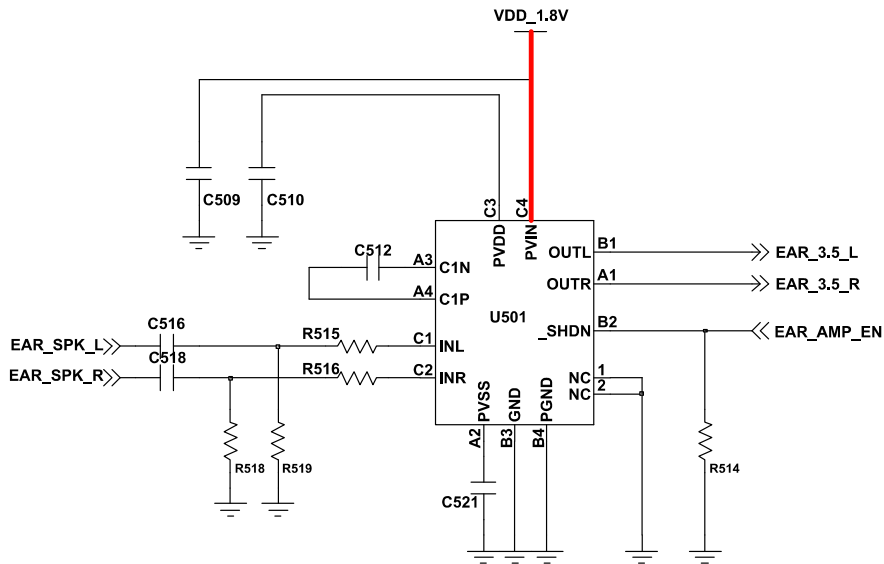 VDD_1.8V
C509
C510
C3
C4
PVDD
PVIN
C512
A3
C1N
A4
C1P
OUTL
B1
EAR_3.5_L
OUTR
A1
EAR_3.5_R
U501
_SHDN
B2
EAR_AMP_EN
EAR_SPK_L
C516
R515
C1
INL
EAR_SPK_R
C518
R516
C2
INR
NC
1
NC
2
PVSS
GND
PGND
A2
B3
B4
R518
R519
C521
R514